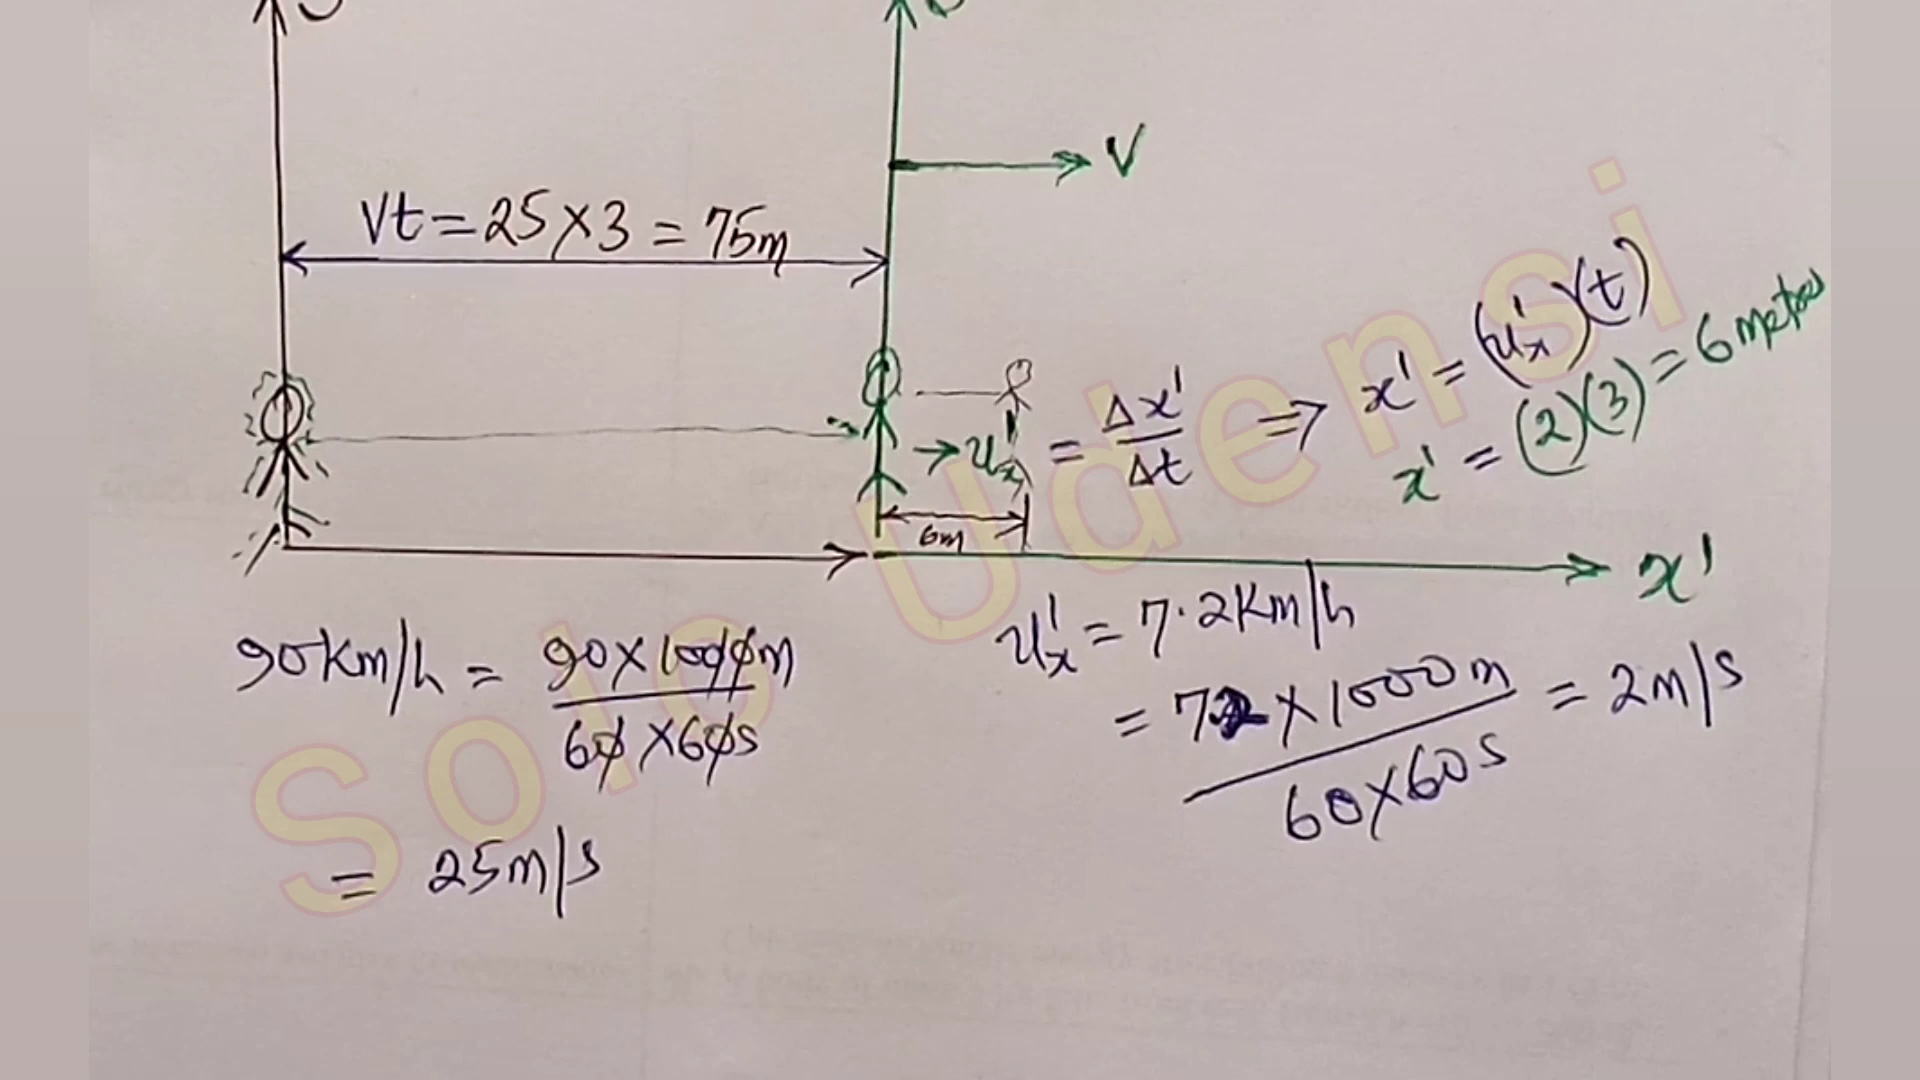 V
Vt = 25 × 3 = 75m
u'x = Δx'/Δt ⇒ x' = (u'x)(t)
x' = (2)(3) = 6 metres
6m
x'
90Km/h = 90 × 1000m / 60 × 60s
= 25m/s
u'x = 7.2Km/h
= 72 × 1000m / 60 × 60s = 2m/s
Solo Udensi